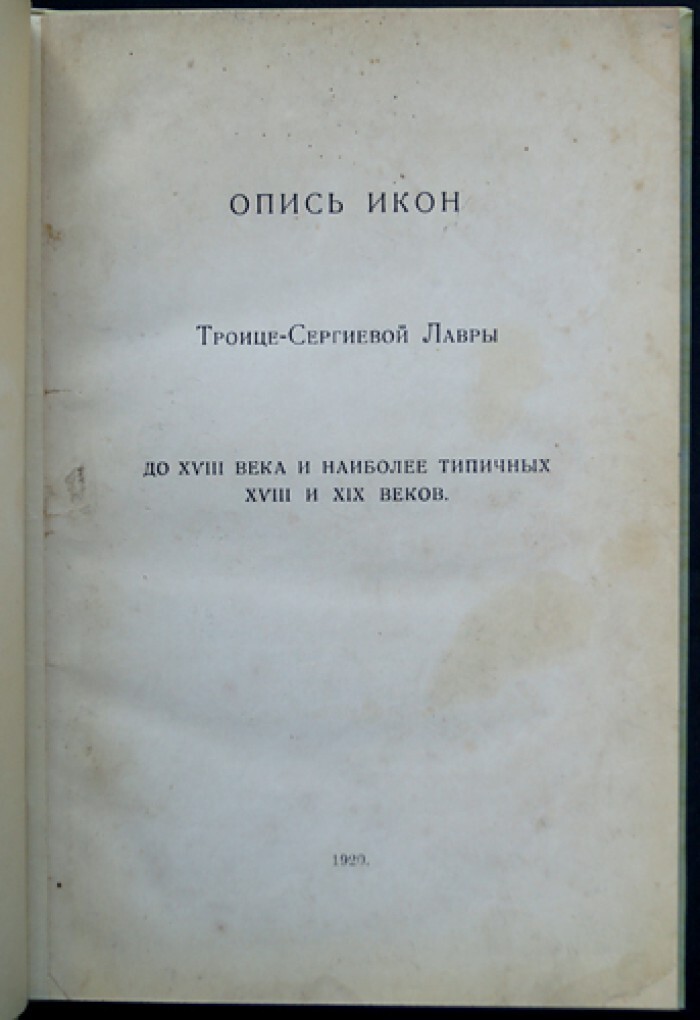 ОПИСЬ ИКОН
Троице-Сергиевой Лавры
ДО XVIII ВЕКА И НАИБОЛЕЕ ТИПИЧНЫХ
XVIII И XIX ВЕКОВ.
1920.